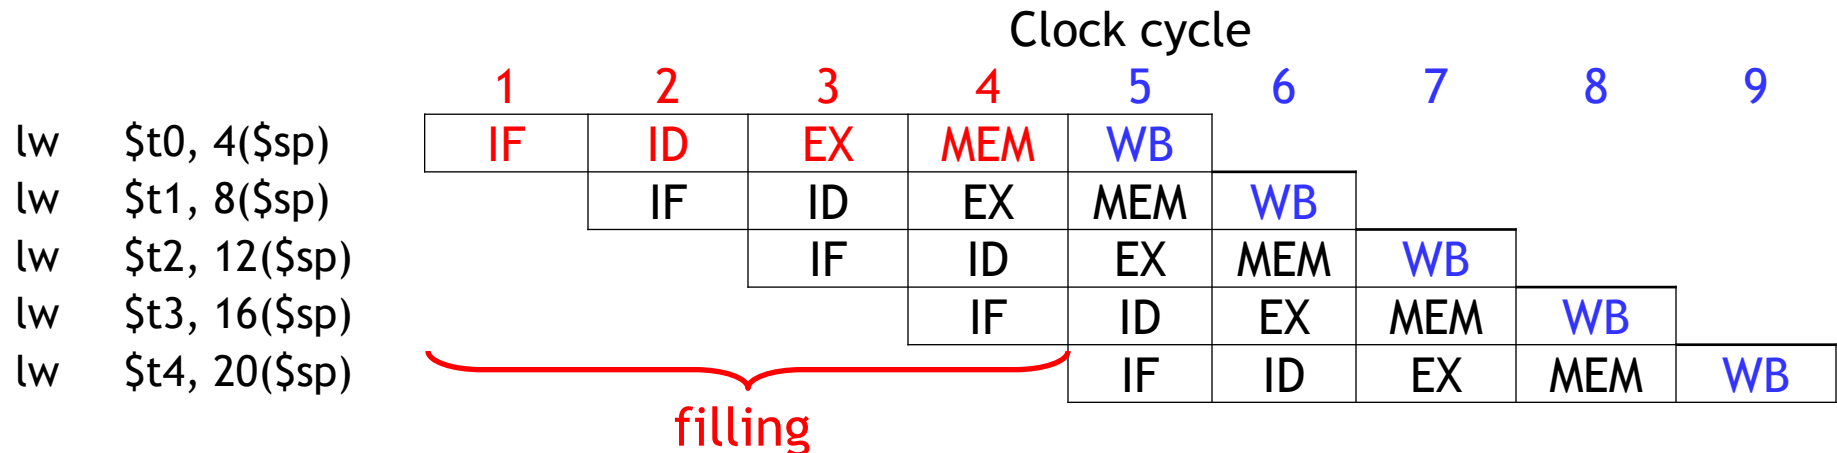 Clock cycle
1 2 3 4 5 6 7 8 9
lw $t0, 4($sp) IF ID EX MEM WB
lw $t1, 8($sp) IF ID EX MEM WB
lw $t2, 12($sp) IF ID EX MEM WB
lw $t3, 16($sp) IF ID EX MEM WB
lw $t4, 20($sp) IF ID EX MEM WB
filling